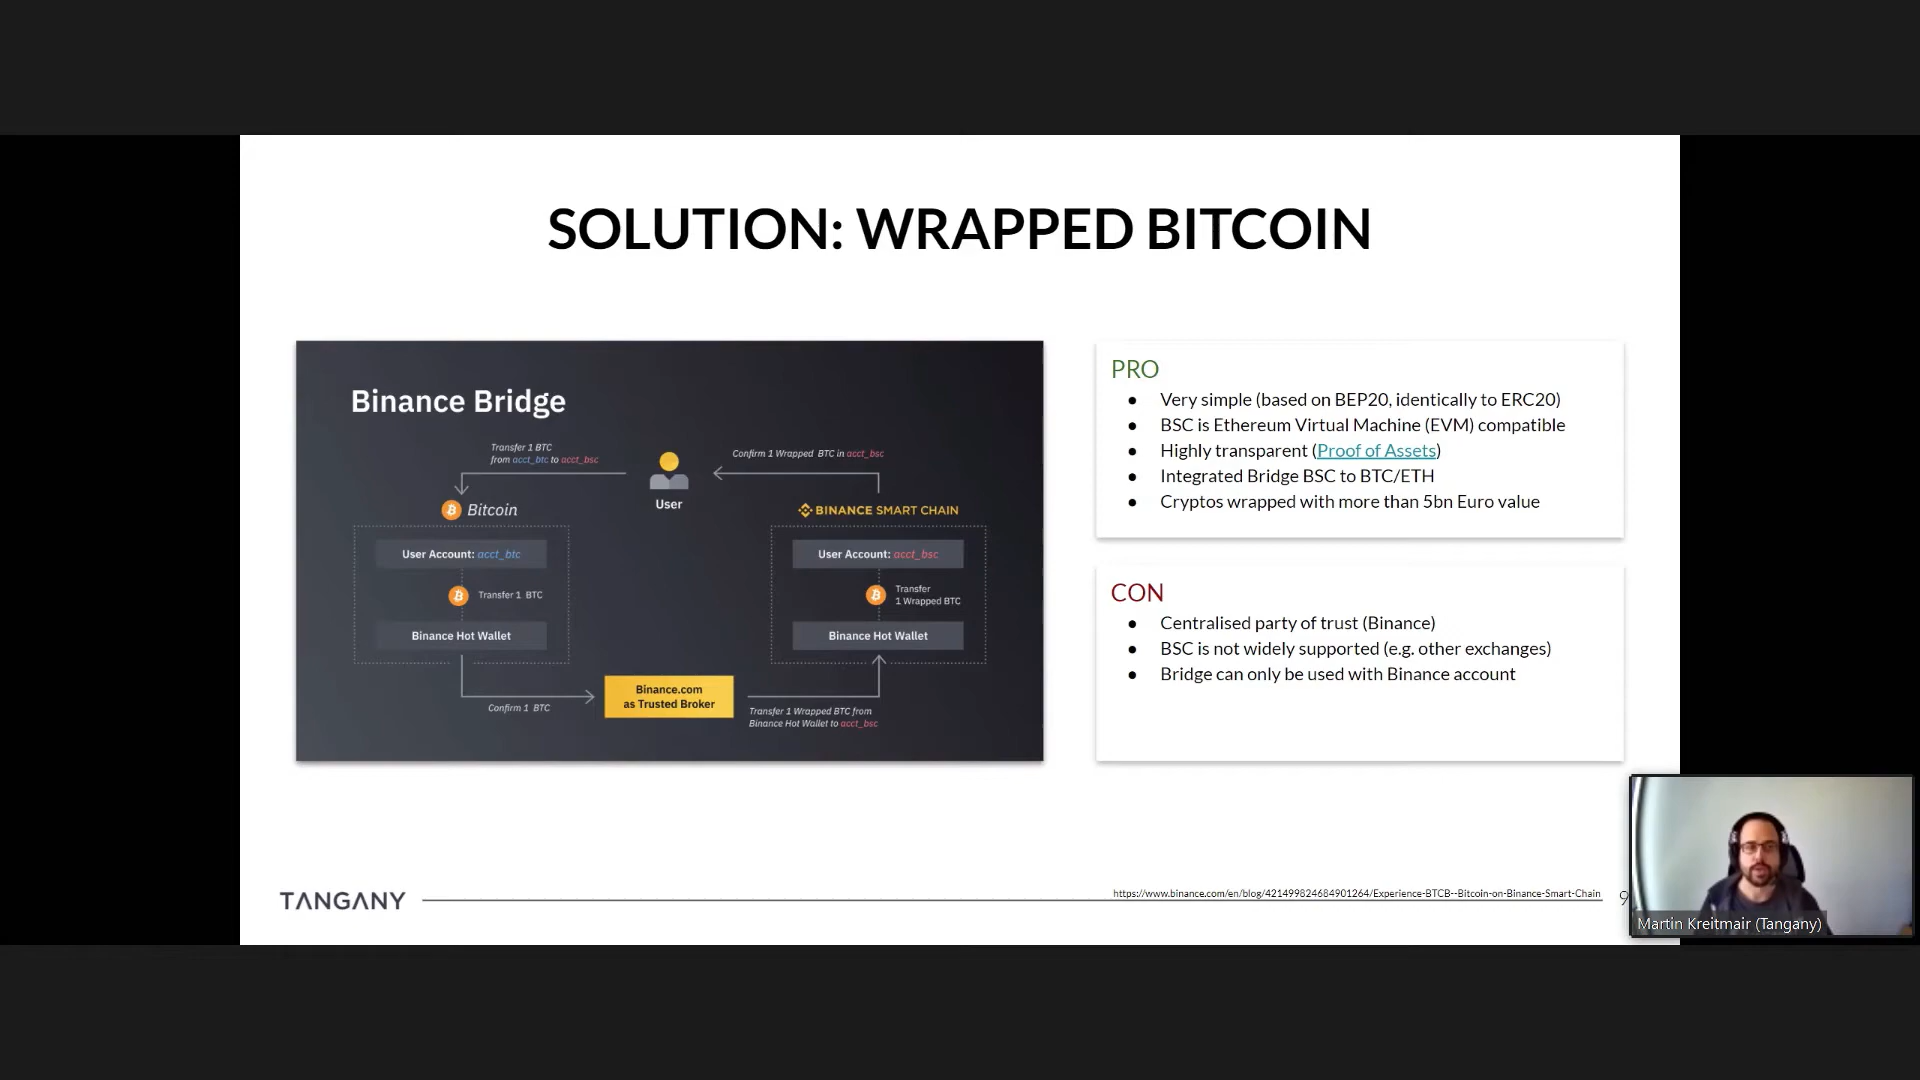 SOLUTION: WRAPPED BITCOIN
Binance Bridge
Transfer 1 BTC
from acct_btc to acct_bsc
Confirm 1 Wrapped BTC in acct_bsc
User
Bitcoin
BINANCE SMART CHAIN
User Account: acct_btc
Transfer 1 BTC
Binance Hot Wallet
User Account: acct_bsc
Transfer
1 Wrapped BTC
Binance Hot Wallet
Confirm 1 BTC
Binance.com
as Trusted Broker
Transfer 1 Wrapped BTC from
Binance Hot Wallet to acct_bsc
PRO
• Very simple (based on BEP20, identically to ERC20)
• BSC is Ethereum Virtual Machine (EVM) compatible
• Highly transparent (Proof of Assets)
• Integrated Bridge BSC to BTC/ETH
• Cryptos wrapped with more than 5bn Euro value
CON
• Centralised party of trust (Binance)
• BSC is not widely supported (e.g. other exchanges)
• Bridge can only be used with Binance account
TANGANY
https://www.binance.com/en/blog/421499824684901264/Experience-BTCB--Bitcoin-on-Binance-Smart-Chain
9
Martin Kreitmair (Tangany)